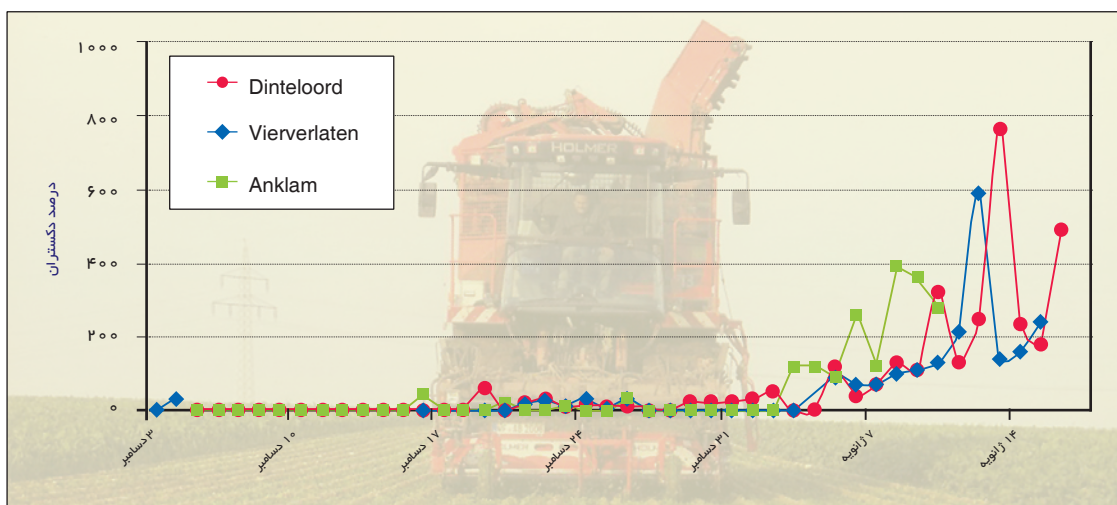 ۱۰۰۰
۸۰۰
۶۰۰
۴۰۰
۲۰۰
۰
درصد دکستران
Dinteloord
Vierverlaten
Anklam
HOLMER
۳ دسامبر
۱۰ دسامبر
۱۷ دسامبر
۲۴ دسامبر
۳۱ دسامبر
۷ ژانویه
۱۴ ژانویه